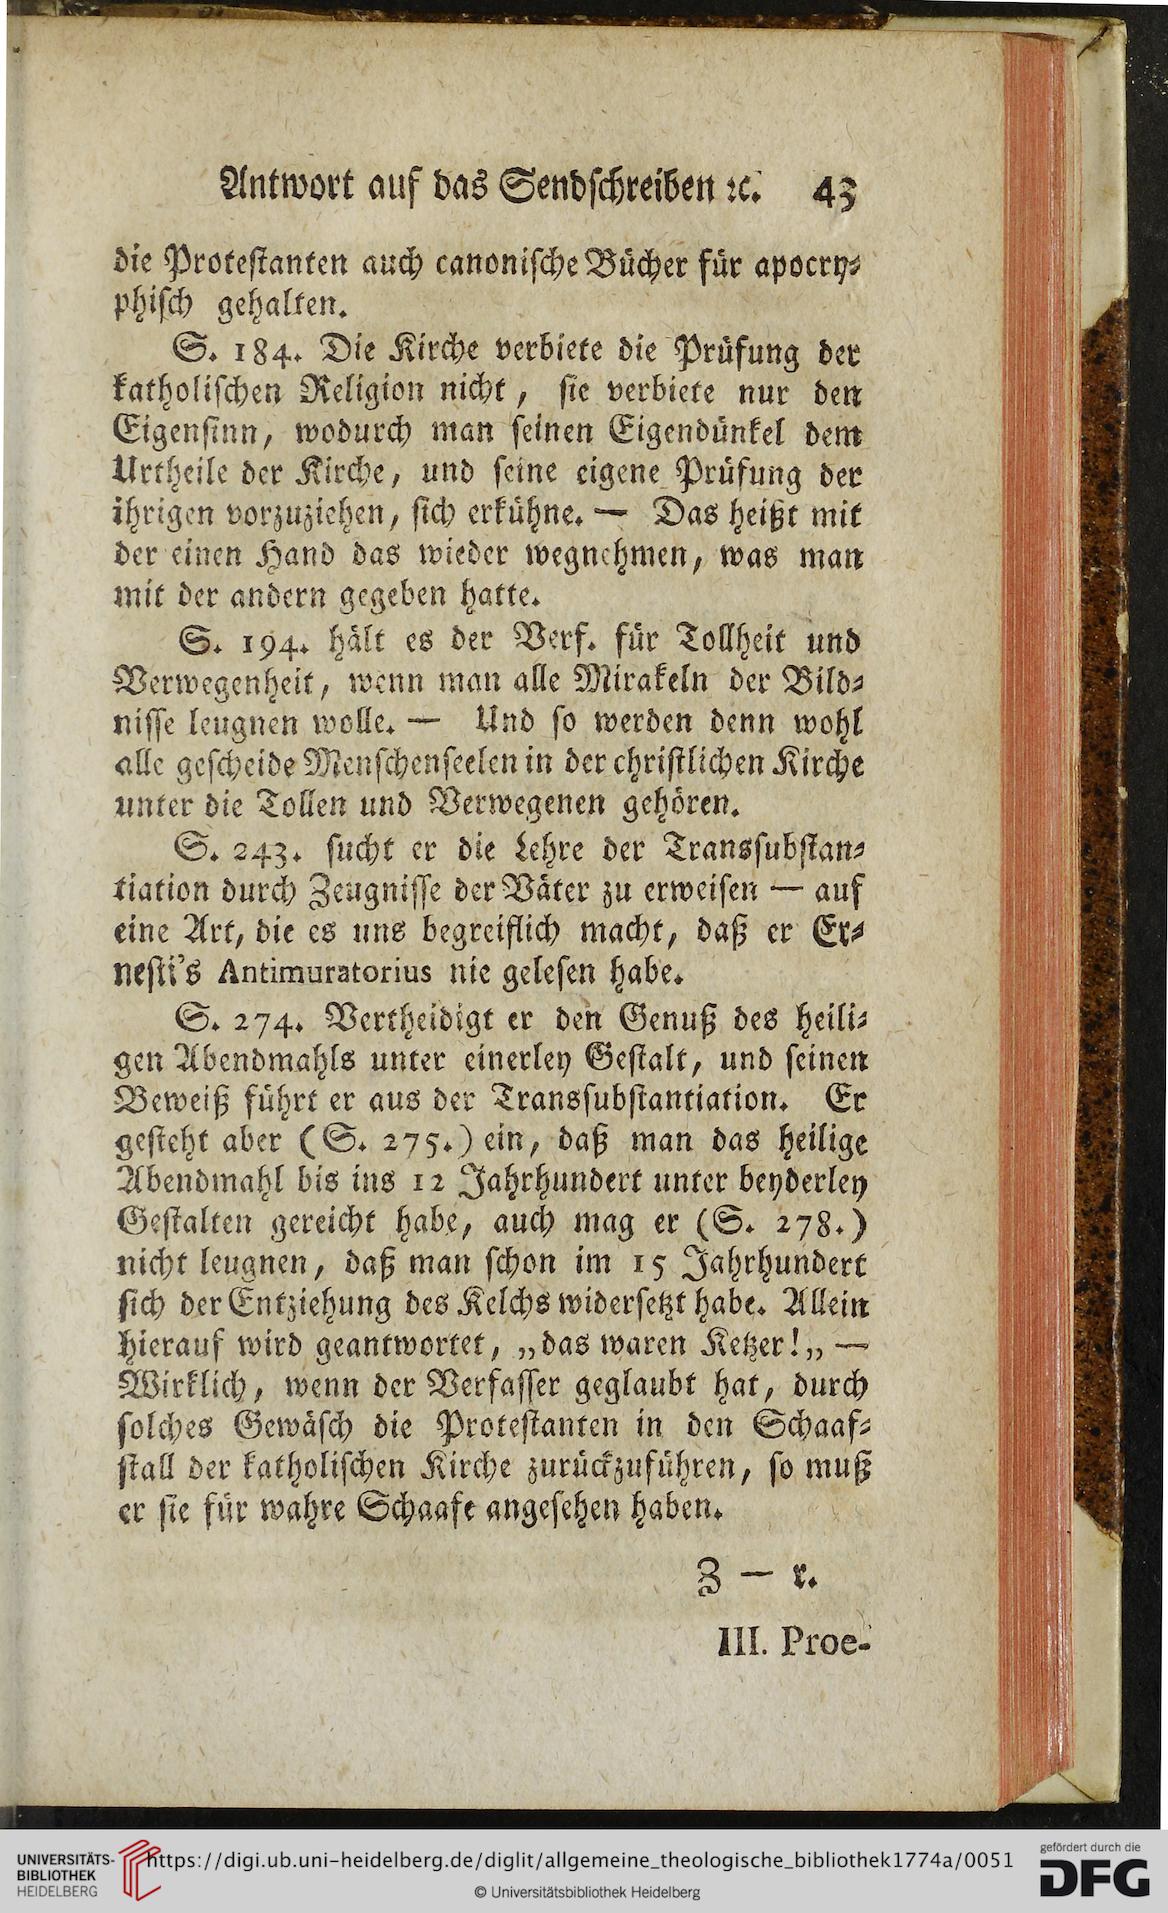 Antwort auf das Sendschreiben ꝛc. 43
die Protestanten auch canonische Bücher für apocry-
phisch gehalten.
S. 184. Die Kirche verbiete die Prüfung der
katholischen Religion nicht, sie verbiete nur den
Eigensinn, wodurch man seinen Eigendünkel dem
Urtheile der Kirche, und seine eigene Prüfung der
ihrigen vorzuziehen, sich erkühne. — Das heißt mit
der einen Hand das wieder wegnehmen, was man
mit der andern gegeben hatte.
S. 194. hält es der Verf. für Tollheit und
Verwegenheit, wenn man alle Mirakeln der Bild-
nisse leugnen wolle. — Und so werden denn wohl
alle gescheide Menschenseelen in der christlichen Kirche
unter die Tollen und Verwegenen gehören.
S. 243. sucht er die Lehre der Transsubstan-
tiation durch Zeugnisse der Väter zu erweisen — auf
eine Art, die es uns begreiflich macht, daß er Er-
nesti's Antimuratorius nie gelesen habe.
S. 274. Vertheidigt er den Genuß des heili-
gen Abendmahls unter einerley Gestalt, und seinen
Beweiß führt er aus der Transsubstantiation. Er
gesteht aber (S. 275.) ein, daß man das heilige
Abendmahl bis ins 12 Jahrhundert unter beyderley
Gestalten gereicht habe, auch mag er (S. 278.)
nicht leugnen, daß man schon im 15 Jahrhundert
sich der Entziehung des Kelchs widersetzt habe. Allein
hierauf wird geantwortet, „das waren Ketzer!„ —
Wirklich, wenn der Verfasser geglaubt hat, durch
solches Gewäsch die Protestanten in den Schaaf-
stall der katholischen Kirche zurückzuführen, so muß
er sie für wahre Schaafe angesehen haben.
Z — r.
III. Proe-
UNIVERSITÄTS-
BIBLIOTHEK
HEIDELBERG
https://digi.ub.uni-heidelberg.de/diglit/allgemeine_theologische_bibliothek1774a/0051
© Universitätsbibliothek Heidelberg
gefördert durch die
DFG